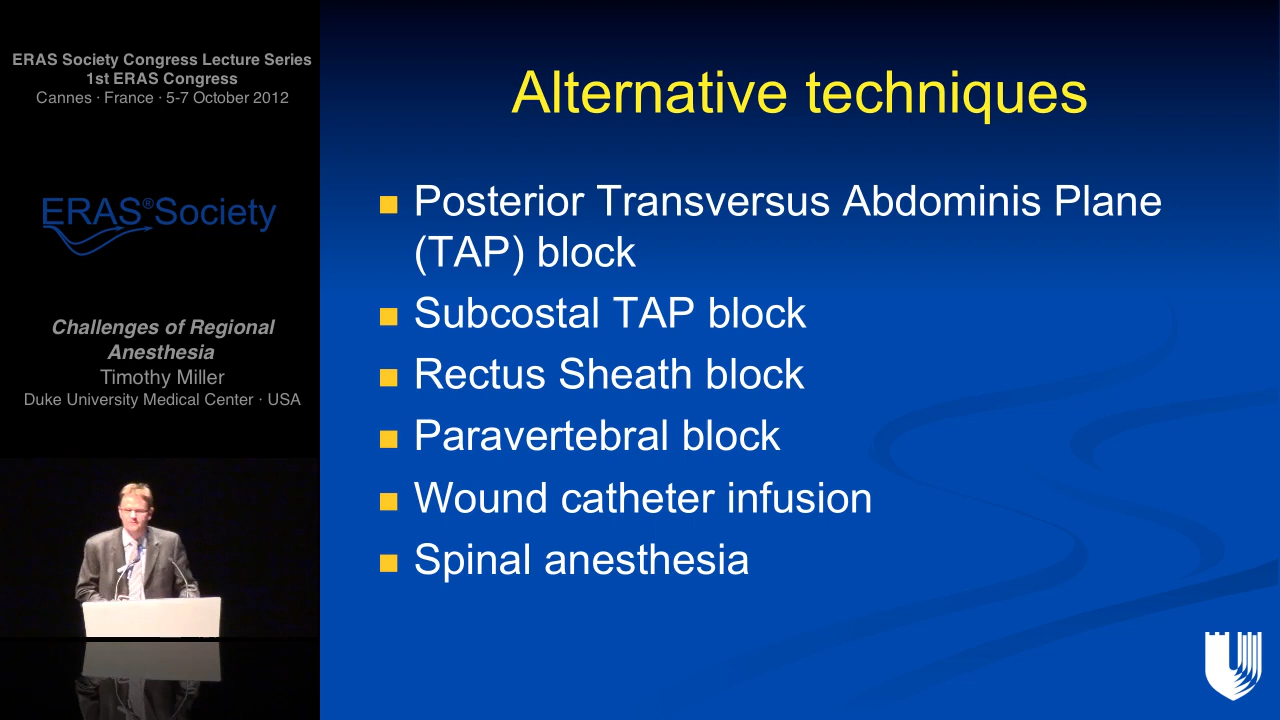 ERAS Society Congress Lecture Series
1st ERAS Congress
Cannes · France · 5-7 October 2012
ERAS®Society
Challenges of Regional
Anesthesia
Timothy Miller
Duke University Medical Center · USA
Alternative techniques
Posterior Transversus Abdominis Plane
(TAP) block
Subcostal TAP block
Rectus Sheath block
Paravertebral block
Wound catheter infusion
Spinal anesthesia